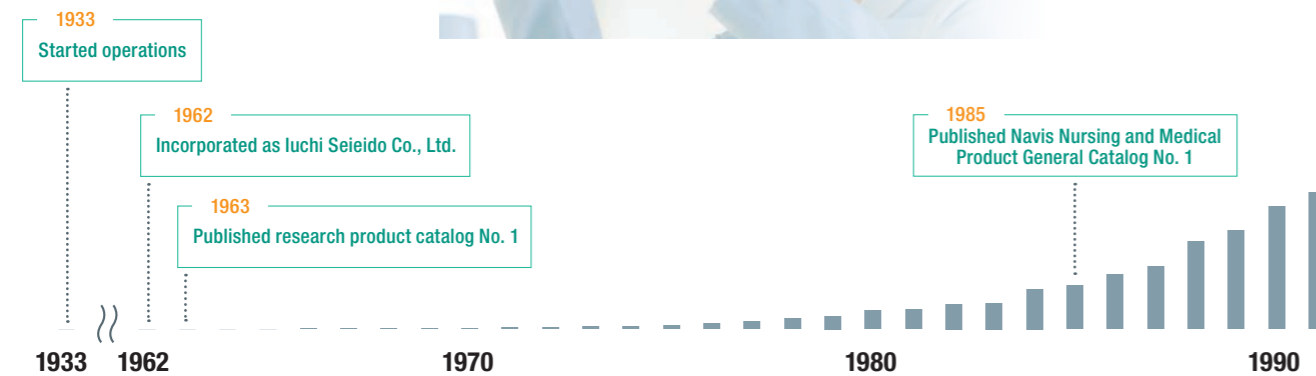 1933
Started operations
1962
Incorporated as Iuchi Seieido Co., Ltd.
1963
Published research product catalog No. 1
1985
Published Navis Nursing and Medical
Product General Catalog No. 1
1933
1962
1970
1980
1990